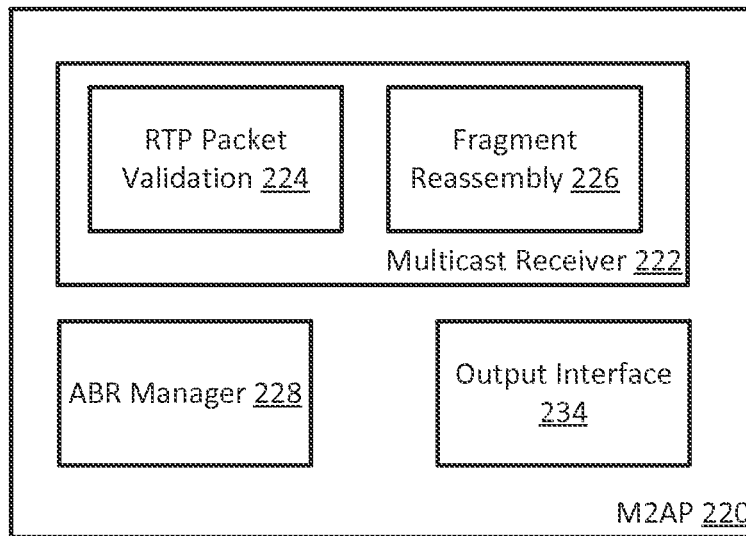 RTP Packet
Validation 224
Fragment
Reassembly 226
Multicast Receiver 222
ABR Manager 228
Output Interface
234
M2AP 220